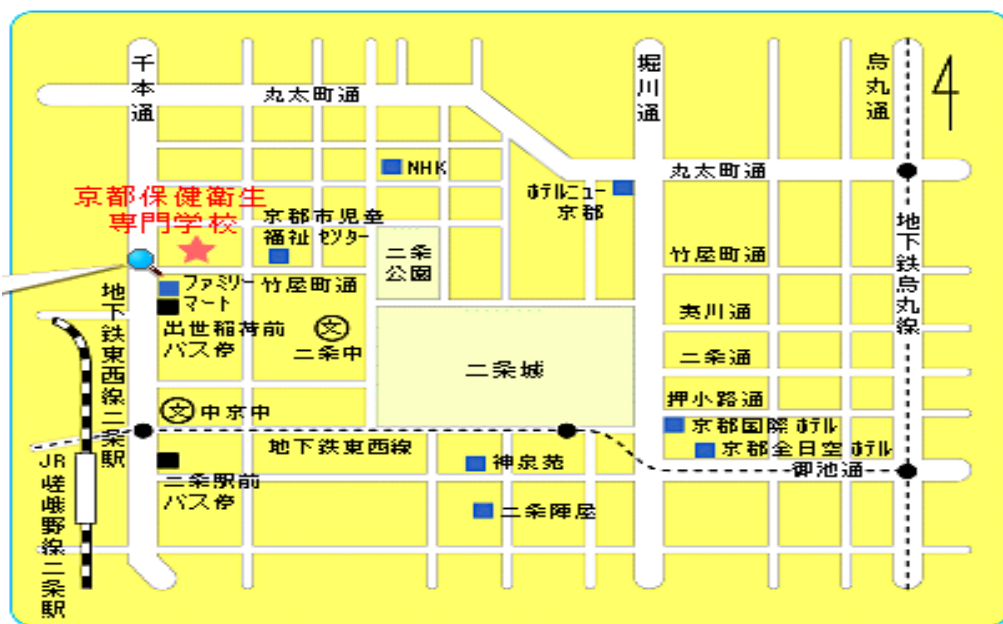 千本通
丸太町通
堀川通
烏丸通
4
NHK
ホテルニュー
京都
丸太町通
京都保健衛生
専門学校
京都市児童
福祉センター
二条
公園
竹屋町通
地下鉄烏丸線
ファミリー
マート
竹屋町通
地下鉄東西線二条駅
出世稲荷前
バス停
文
二条中
夷川通
二条城
二条通
押小路通
文
中京中
地下鉄東西線
京都国際ホテル
京都全日空ホテル
御池通
JR嵯峨野線二条駅
二条駅前
バス停
神泉苑
二条陣屋